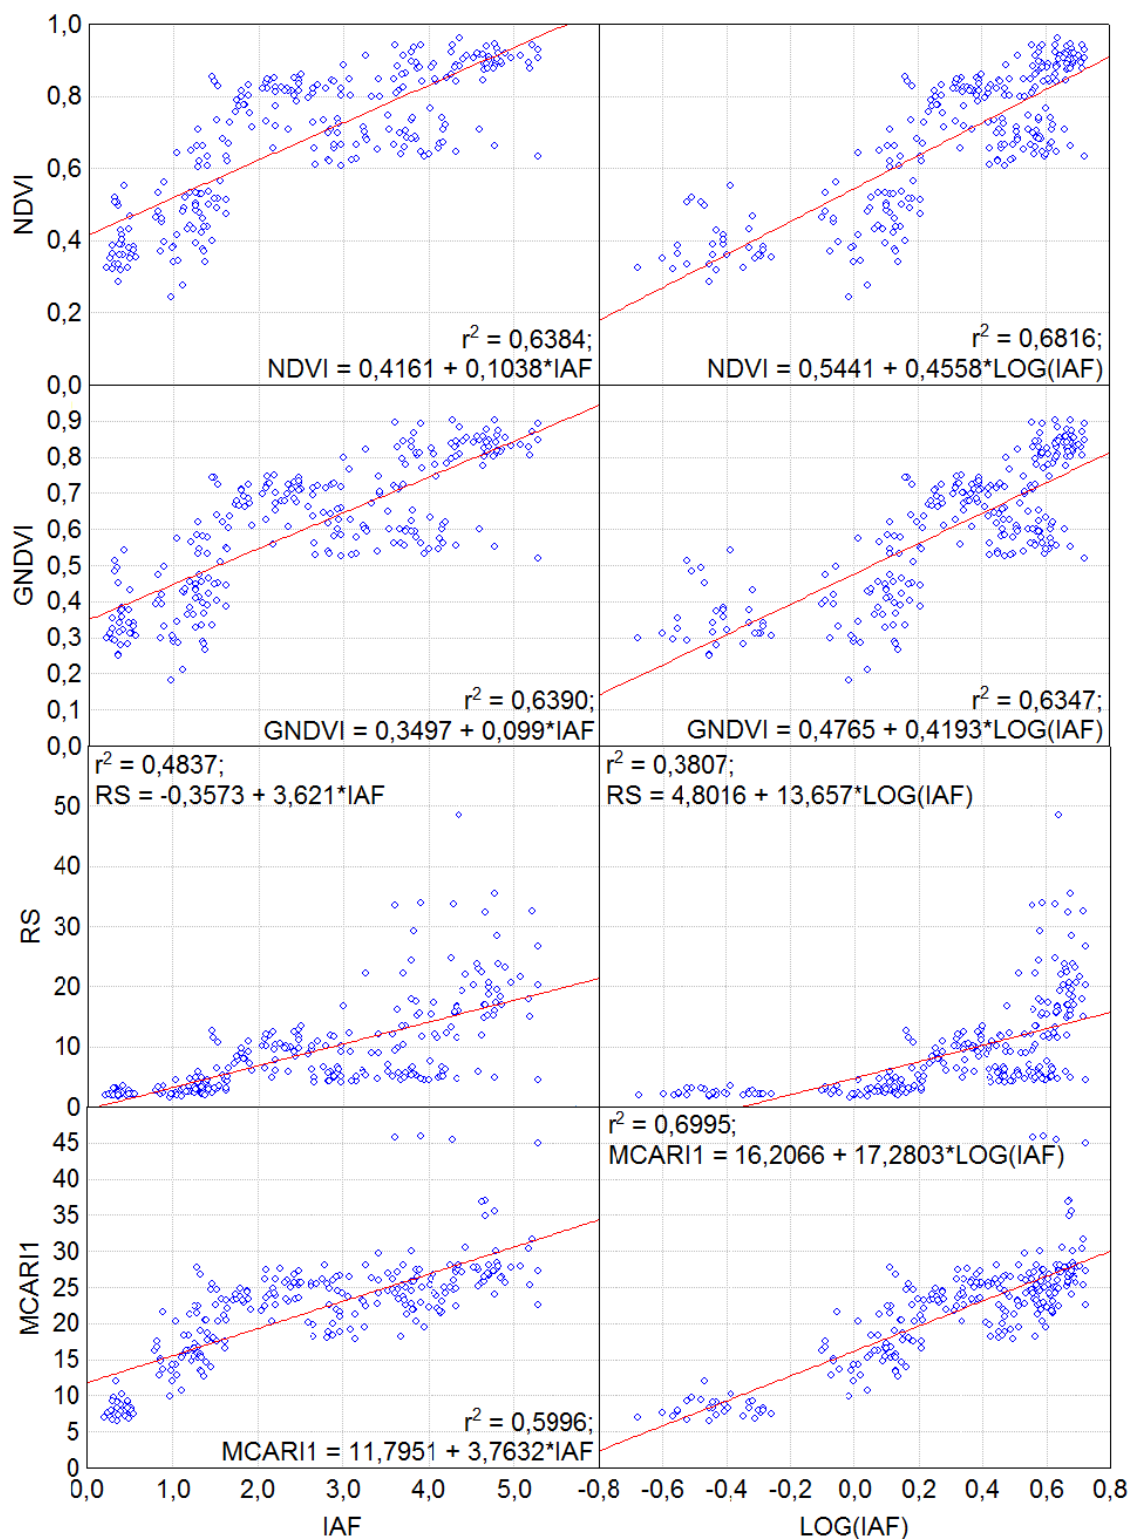 1,0
0,8
0,6
0,4
0,2
0,0
NDVI
r² = 0,6384;
NDVI = 0,4161 + 0,1038*IAF
r² = 0,6816;
NDVI = 0,5441 + 0,4558*LOG(IAF)
0,9
0,8
0,7
0,6
0,5
0,4
0,3
0,2
0,1
0,0
GNDVI
r² = 0,6390;
GNDVI = 0,3497 + 0,099*IAF
r² = 0,6347;
GNDVI = 0,4765 + 0,4193*LOG(IAF)
r² = 0,4837;
RS = -0,3573 + 3,621*IAF
r² = 0,3807;
RS = 4,8016 + 13,657*LOG(IAF)
50
40
30
20
10
0
RS
r² = 0,6995;
MCARI1 = 16,2066 + 17,2803*LOG(IAF)
45
40
35
30
25
20
15
10
5
0
MCARI1
r² = 0,5996;
MCARI1 = 11,7951 + 3,7632*IAF
0,0 1,0 2,0 3,0 4,0 5,0 -0,8 -0,6 -0,4 -0,2 0,0 0,2 0,4 0,6 0,8
IAF LOG(IAF)